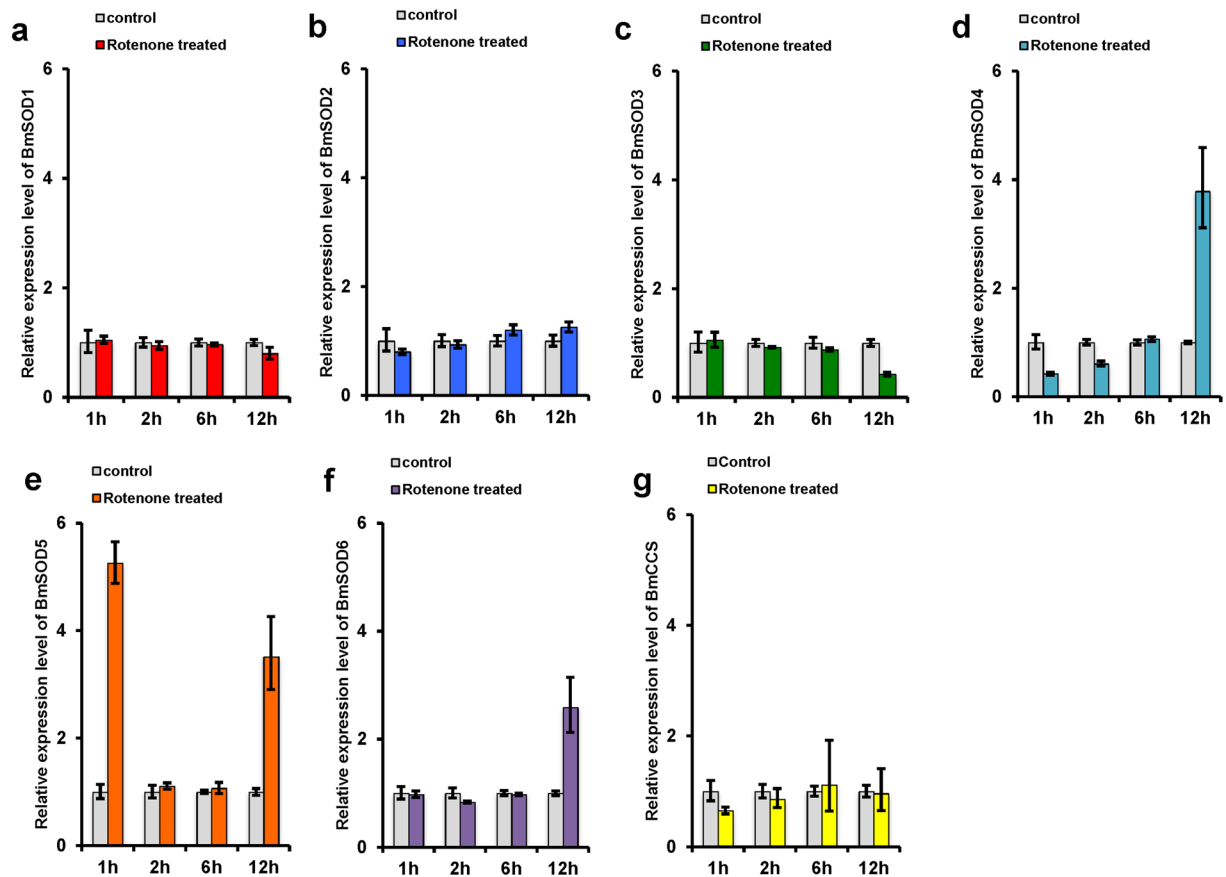 a
control
Rotenone treated
Relative expression level of BmSOD1
6
4
2
0
1h 2h 6h 12h
b
control
Rotenone treated
Relative expression level of BmSOD2
6
4
2
0
1h 2h 6h 12h
c
control
Rotenone treated
Relative expression level of BmSOD3
6
4
2
0
1h 2h 6h 12h
d
control
Rotenone treated
Relative expression level of BmSOD4
6
4
2
0
1h 2h 6h 12h
e
control
Rotenone treated
Relative expression level of BmSOD5
6
4
2
0
1h 2h 6h 12h
f
control
Rotenone treated
Relative expression level of BmSOD6
6
4
2
0
1h 2h 6h 12h
g
Control
Rotenone treated
Relative expression level of BmCCS
6
4
2
0
1h 2h 6h 12h